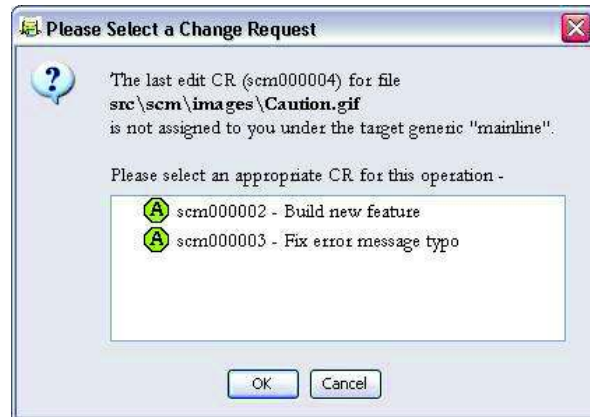 Please Select a Change Request
The last edit CR (scm000004) for file
src\scm\images\Caution.gif
is not assigned to you under the target generic "mainline".
Please select an appropriate CR for this operation -
A scm000002 - Build new feature
A scm000003 - Fix error message typo
OK Cancel